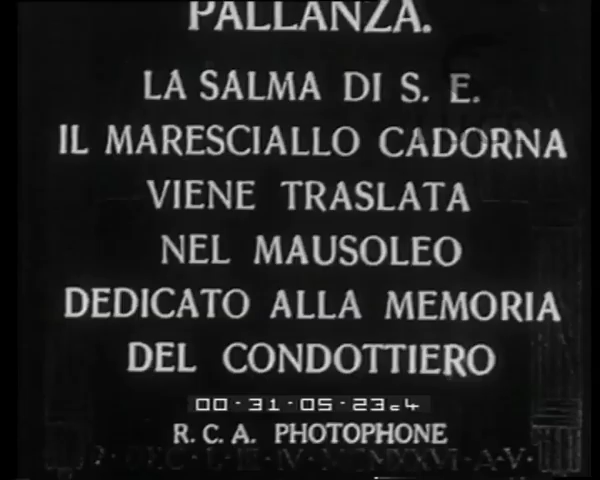 PALLANZA.
LA SALMA DI S. E.
IL MARESCIALLO CADORNA
VIENE TRASLATA
NEL MAUSOLEO
DEDICATO ALLA MEMORIA
DEL CONDOTTIERO
00·31·05·23
R.C.A. PHOTOPHONE